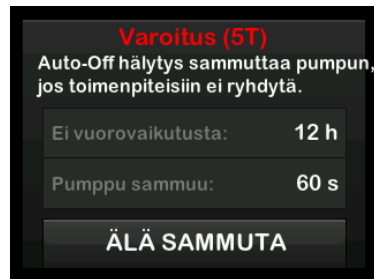 Varoitus (5T)
Auto-Off hälytys sammuttaa pumpun,
jos toimenpiteisiin ei ryhdytä.
Ei vuorovaikutusta: 12 h
Pumppu sammuu: 60 s
ÄLÄ SAMMUTA